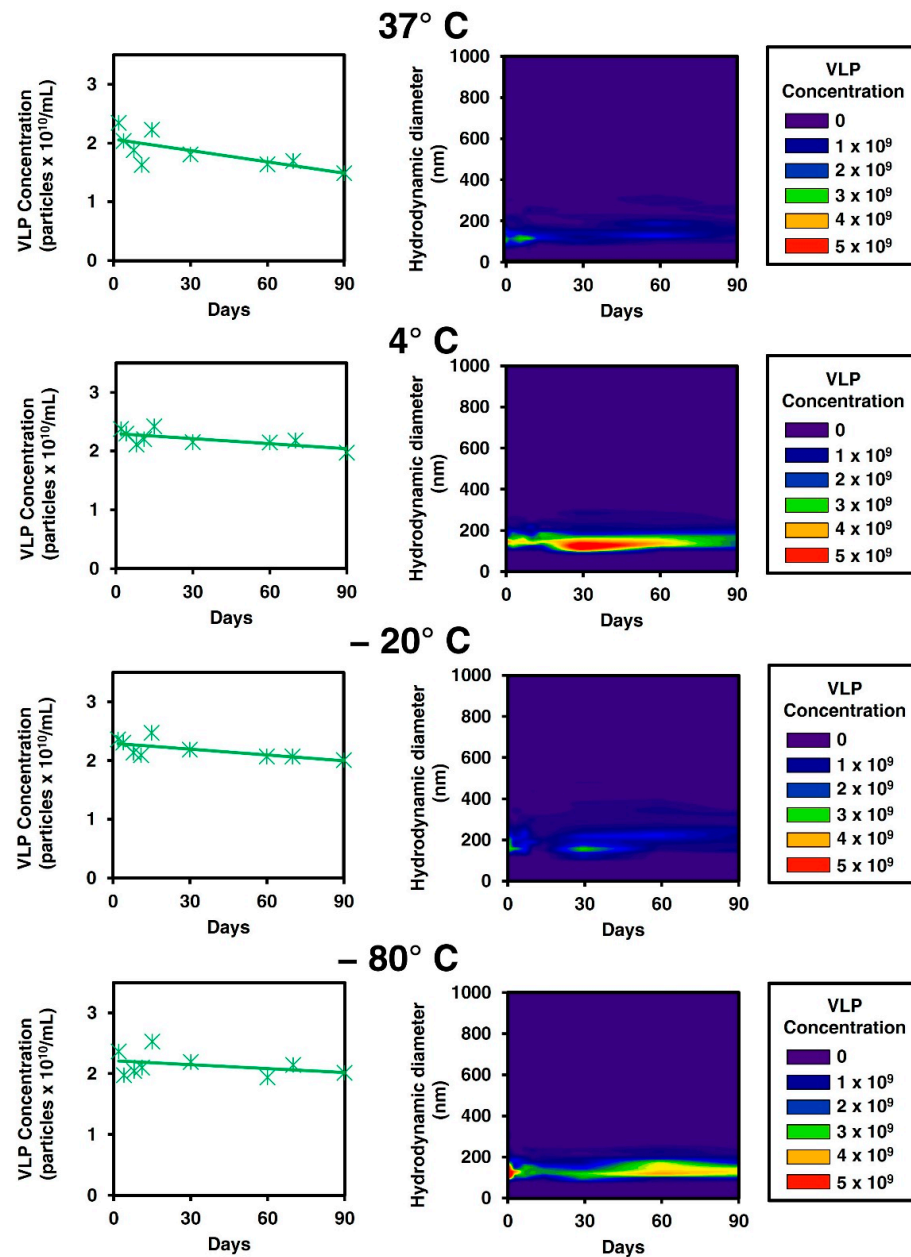 37° C
VLP Concentration
(particles x 10¹⁰/mL)
3
2
1
0
0 30 60 90
Days
Hydrodynamic diameter
(nm)
1000
800
600
400
200
0
0 30 60 90
Days
VLP
Concentration
0
1 x 10⁹
2 x 10⁹
3 x 10⁹
4 x 10⁹
5 x 10⁹
4° C
VLP Concentration
(particles x 10¹⁰/mL)
3
2
1
0
0 30 60 90
Days
Hydrodynamic diameter
(nm)
1000
800
600
400
200
0
0 30 60 90
Days
VLP
Concentration
0
1 x 10⁹
2 x 10⁹
3 x 10⁹
4 x 10⁹
5 x 10⁹
– 20° C
VLP Concentration
(particles x 10¹⁰/mL)
3
2
1
0
0 30 60 90
Days
Hydrodynamic diameter
(nm)
1000
800
600
400
200
0
0 30 60 90
Days
VLP
Concentration
0
1 x 10⁹
2 x 10⁹
3 x 10⁹
4 x 10⁹
5 x 10⁹
– 80° C
VLP Concentration
(particles x 10¹⁰/mL)
3
2
1
0
0 30 60 90
Days
Hydrodynamic diameter
(nm)
1000
800
600
400
200
0
0 30 60 90
Days
VLP
Concentration
0
1 x 10⁹
2 x 10⁹
3 x 10⁹
4 x 10⁹
5 x 10⁹